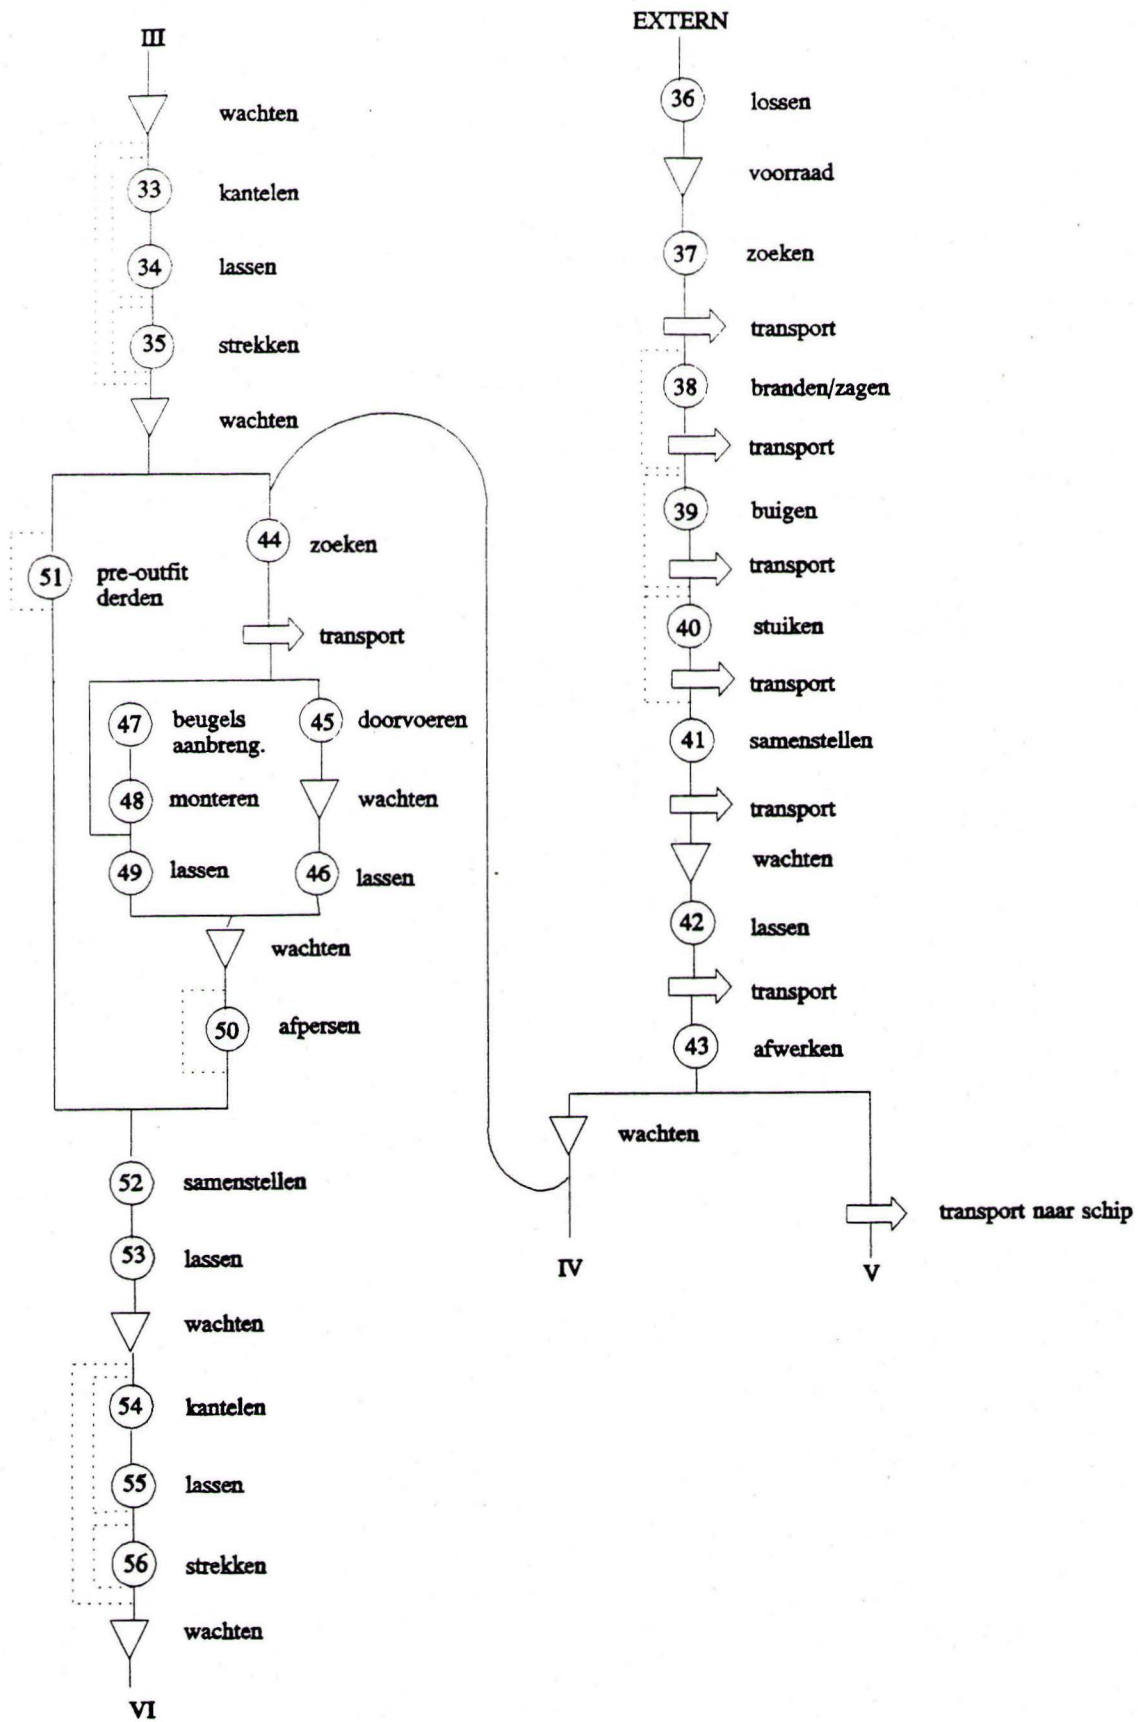 III
wachten
33 kantelen
34 lassen
35 strekken
wachten
44 zoeken
51 pre-outfit
derden
transport
47 beugels
aanbreng.
45 doorvoeren
48 monteren
wachten
49 lassen
46 lassen
wachten
50 afpersen
52 samenstellen
53 lassen
wachten
54 kantelen
55 lassen
56 strekken
wachten
VI
EXTERN
36 lossen
voorraad
37 zoeken
transport
38 branden/zagen
transport
39 buigen
transport
40 stuiken
transport
41 samenstellen
transport
wachten
42 lassen
transport
43 afwerken
wachten
transport naar schip
IV
V